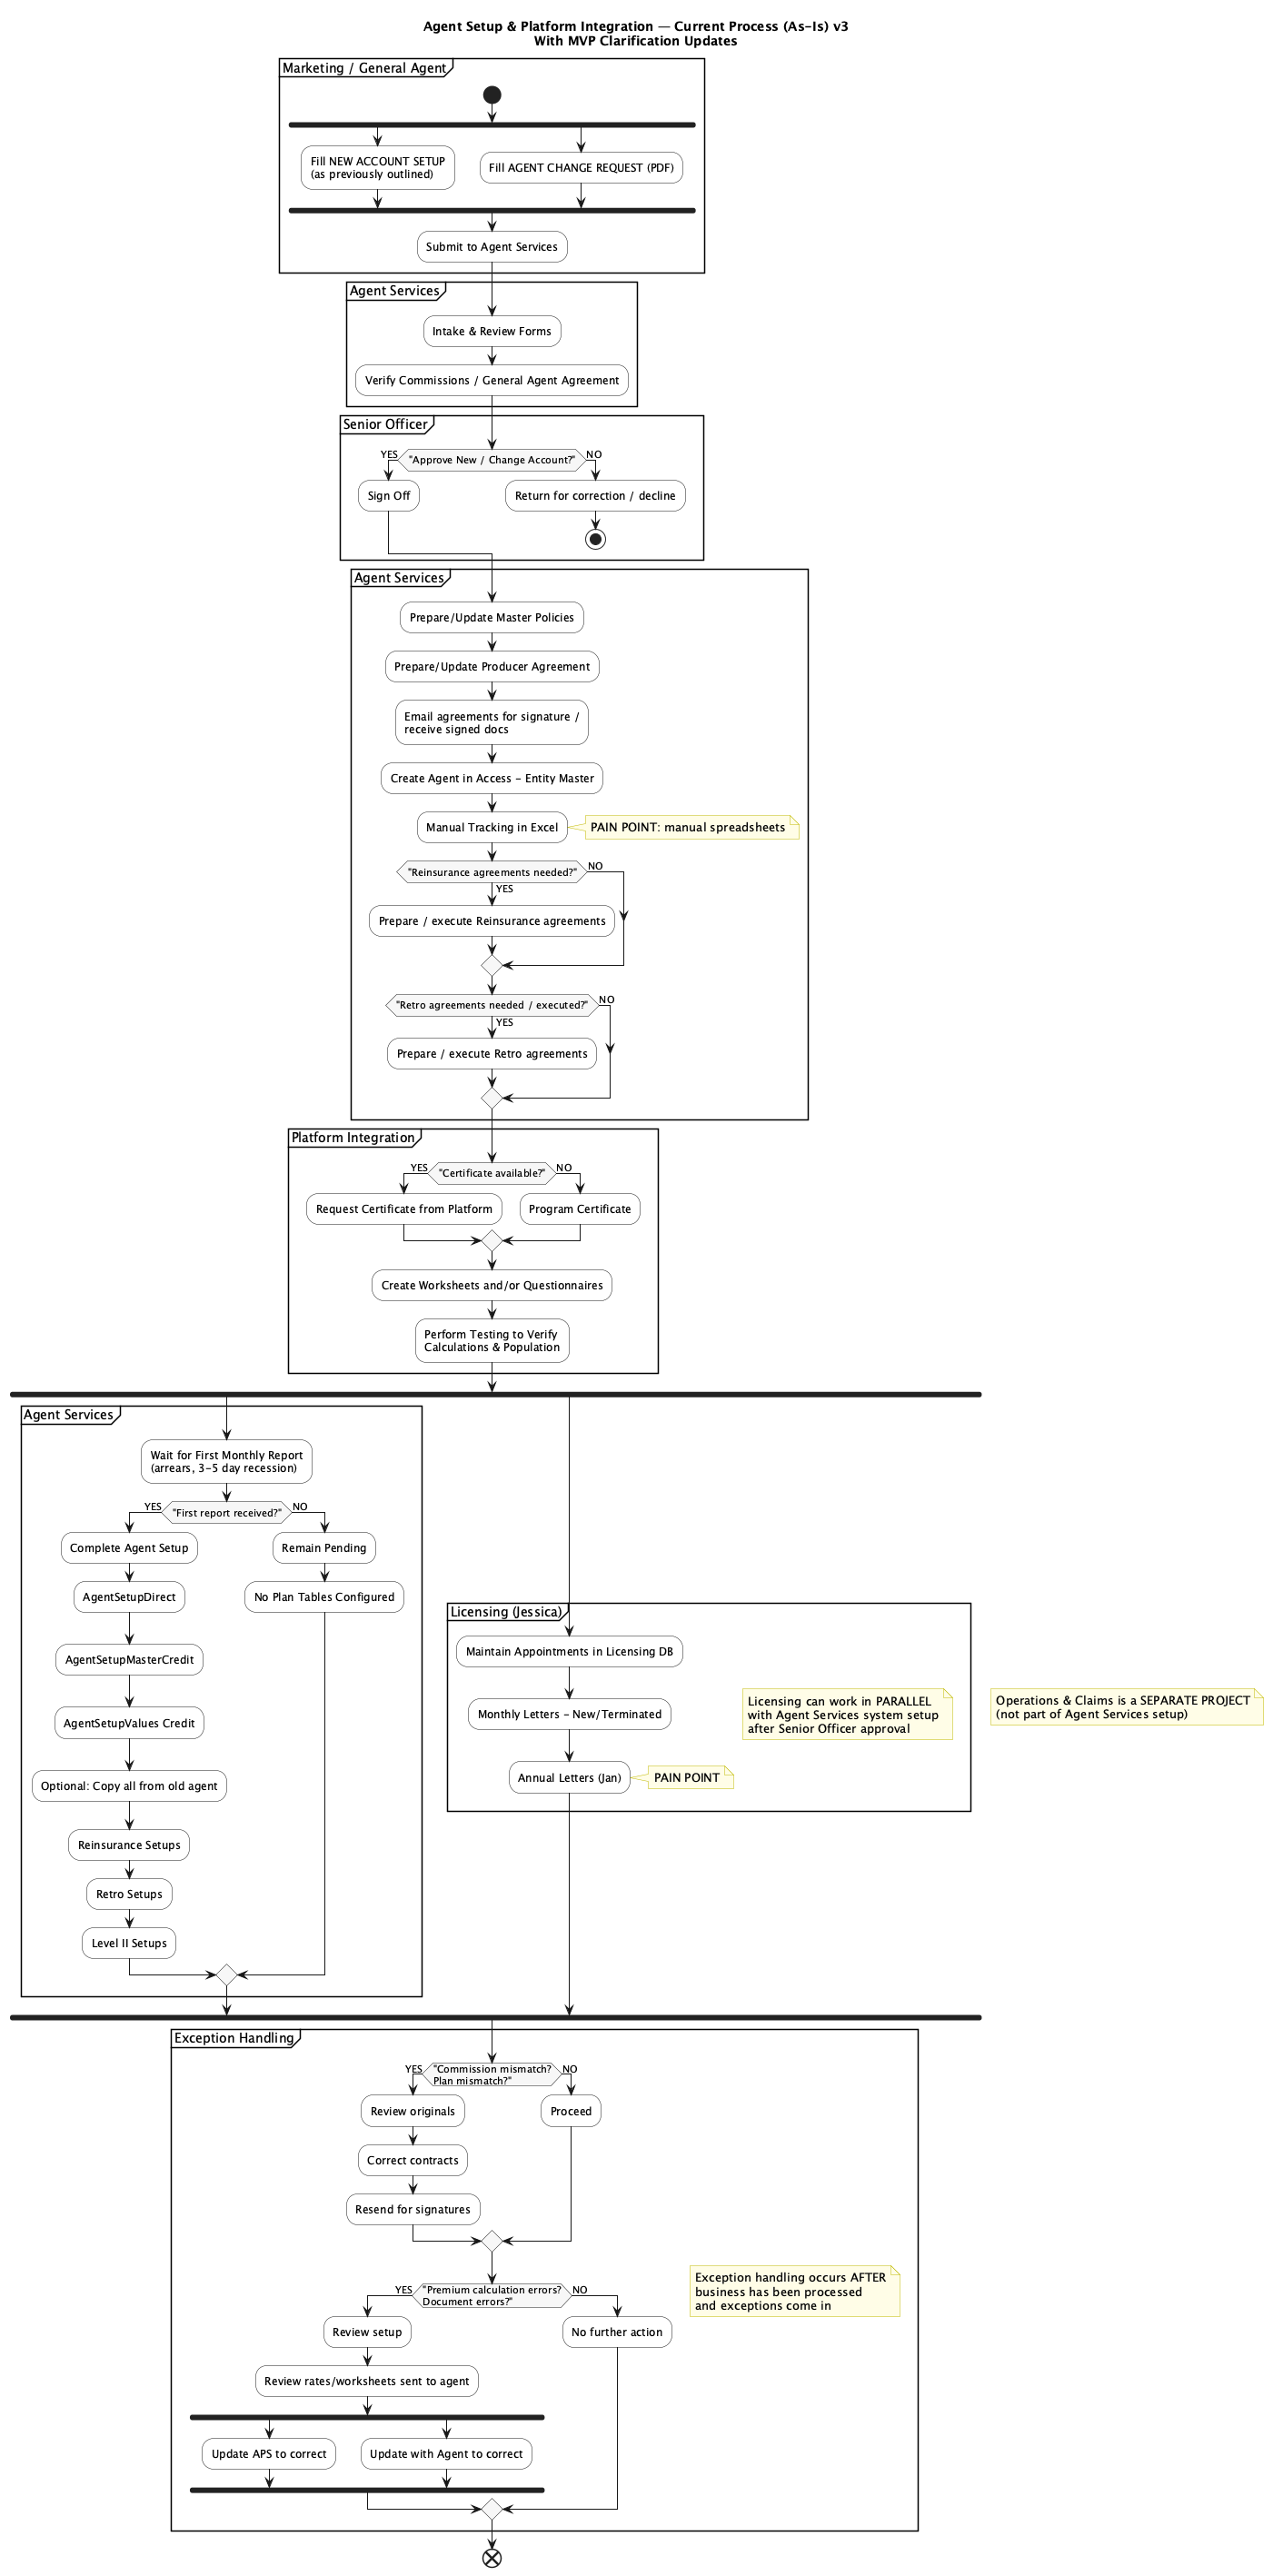 Agent Setup & Platform Integration — Current Process (As-Is) v3
With MVP Clarification Updates
Marketing / General Agent
Fill NEW ACCOUNT SETUP
(as previously outlined)
Fill AGENT CHANGE REQUEST (PDF)
Submit to Agent Services
Agent Services
Intake & Review Forms
Verify Commissions / General Agent Agreement
Senior Officer
YES
"Approve New / Change Account?"
NO
Sign Off
Return for correction / decline
Agent Services
Prepare/Update Master Policies
Prepare/Update Producer Agreement
Email agreements for signature /
receive signed docs
Create Agent in Access - Entity Master
Manual Tracking in Excel
PAIN POINT: manual spreadsheets
"Reinsurance agreements needed?"
NO
YES
Prepare / execute Reinsurance agreements
"Retro agreements needed / executed?"
NO
YES
Prepare / execute Retro agreements
Platform Integration
YES
"Certificate available?"
NO
Request Certificate from Platform
Program Certificate
Create Worksheets and/or Questionnaires
Perform Testing to Verify
Calculations & Population
Agent Services
Wait for First Monthly Report
(arrears, 3-5 day recession)
YES
"First report received?"
NO
Complete Agent Setup
Remain Pending
AgentSetupDirect
No Plan Tables Configured
AgentSetupMasterCredit
AgentSetupValues Credit
Optional: Copy all from old agent
Reinsurance Setups
Retro Setups
Level II Setups
Licensing (Jessica)
Maintain Appointments in Licensing DB
Monthly Letters - New/Terminated
Licensing can work in PARALLEL
with Agent Services system setup
after Senior Officer approval
Annual Letters (Jan)
PAIN POINT
Operations & Claims is a SEPARATE PROJECT
(not part of Agent Services setup)
Exception Handling
YES
"Commission mismatch?
Plan mismatch?"
NO
Review originals
Proceed
Correct contracts
Resend for signatures
YES
"Premium calculation errors?
Document errors?"
NO
Exception handling occurs AFTER
business has been processed
and exceptions come in
Review setup
No further action
Review rates/worksheets sent to agent
Update APS to correct
Update with Agent to correct